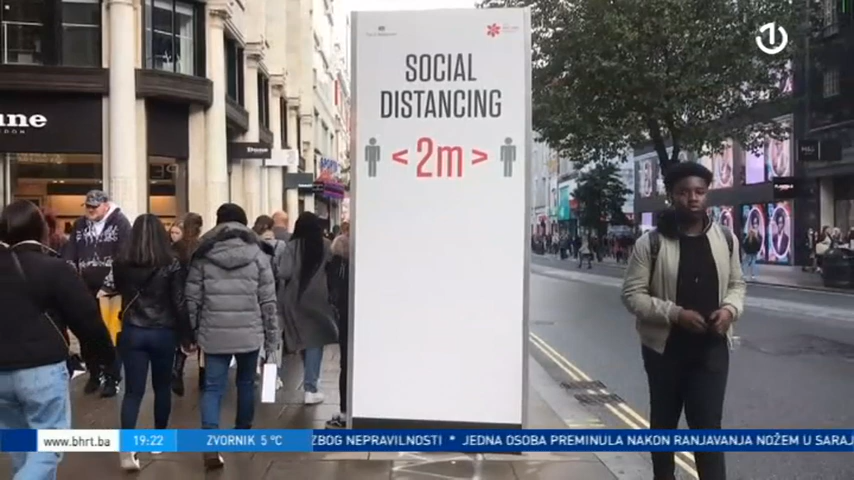 SOCIAL
DISTANCING
< 2m >
www.bhrt.ba 19:22 ZVORNIK 5 °C ZBOG NEPRAVILNOSTI * JEDNA OSOBA PREMINULA NAKON RANJAVANJA NOŽEM U SARAJ